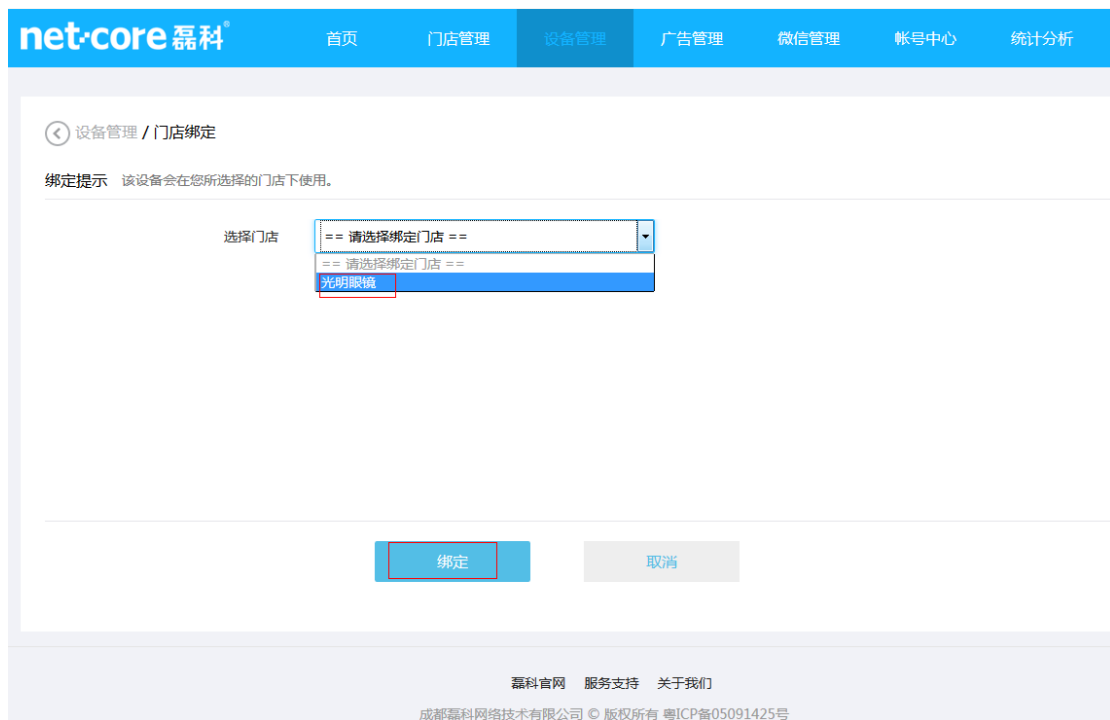 net·core磊科®
首页 门店管理 设备管理 广告管理 微信管理 帐号中心 统计分析
设备管理 / 门店绑定
绑定提示 该设备会在您所选择的门店下使用。
选择门店 == 请选择绑定门店 ==
== 请选择绑定门店 ==
光明眼镜
绑定 取消
磊科官网 服务支持 关于我们
成都磊科网络技术有限公司 © 版权所有 粤ICP备05091425号